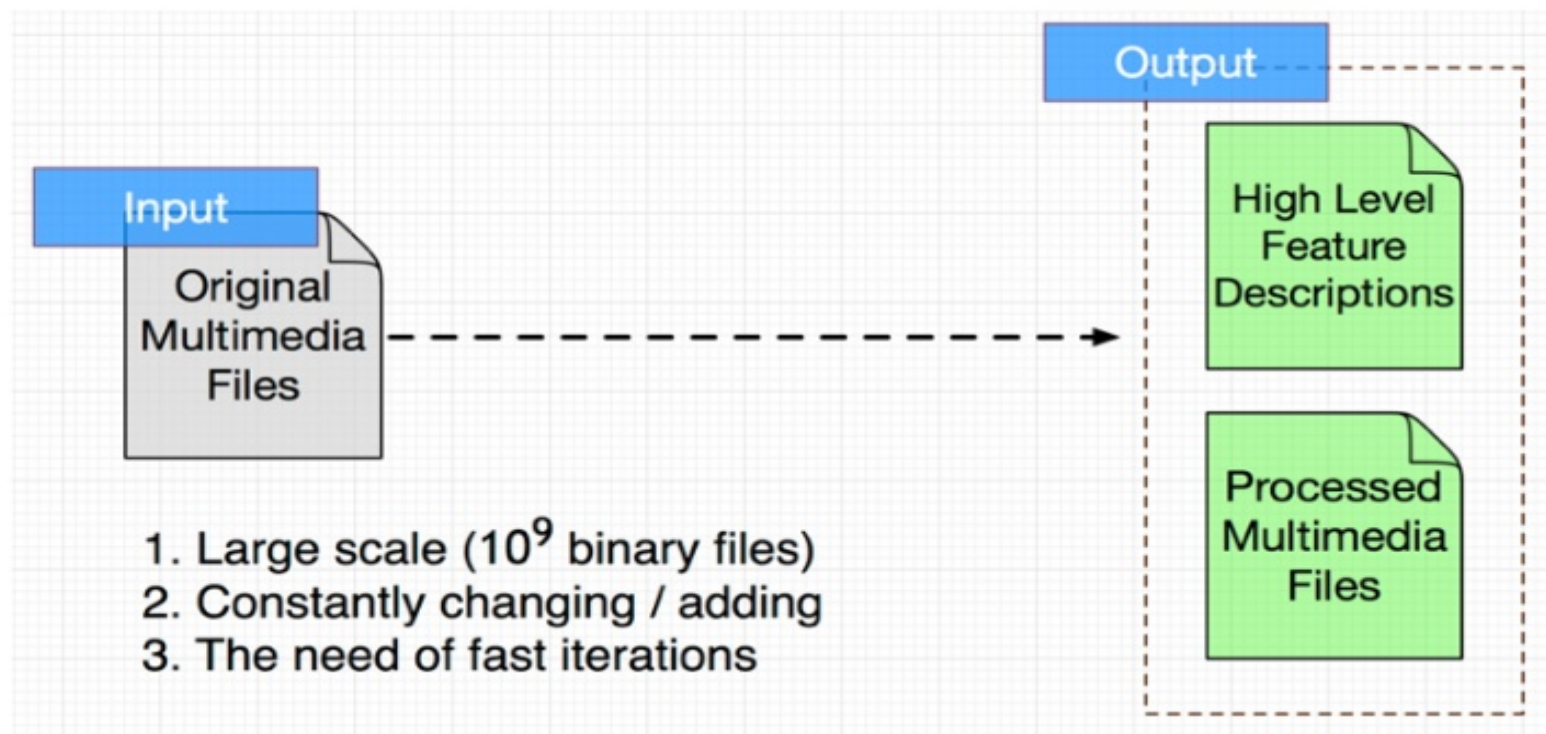 Input
Original
Multimedia
Files
Output
High Level
Feature
Descriptions
Processed
Multimedia
Files
1. Large scale (10⁹ binary files)
2. Constantly changing / adding
3. The need of fast iterations